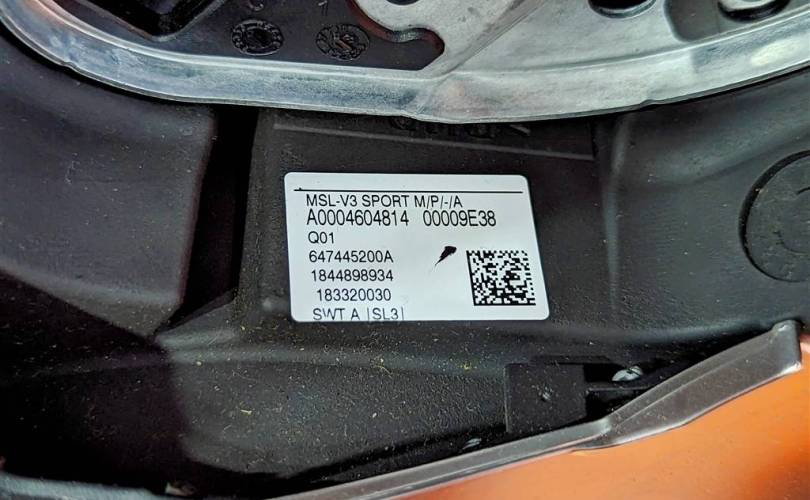 MSL-V3 SPORT M/P/-/A
A0004604814 00009E38
Q01
647445200A
1844898934
183320030
SWT A |SL3|